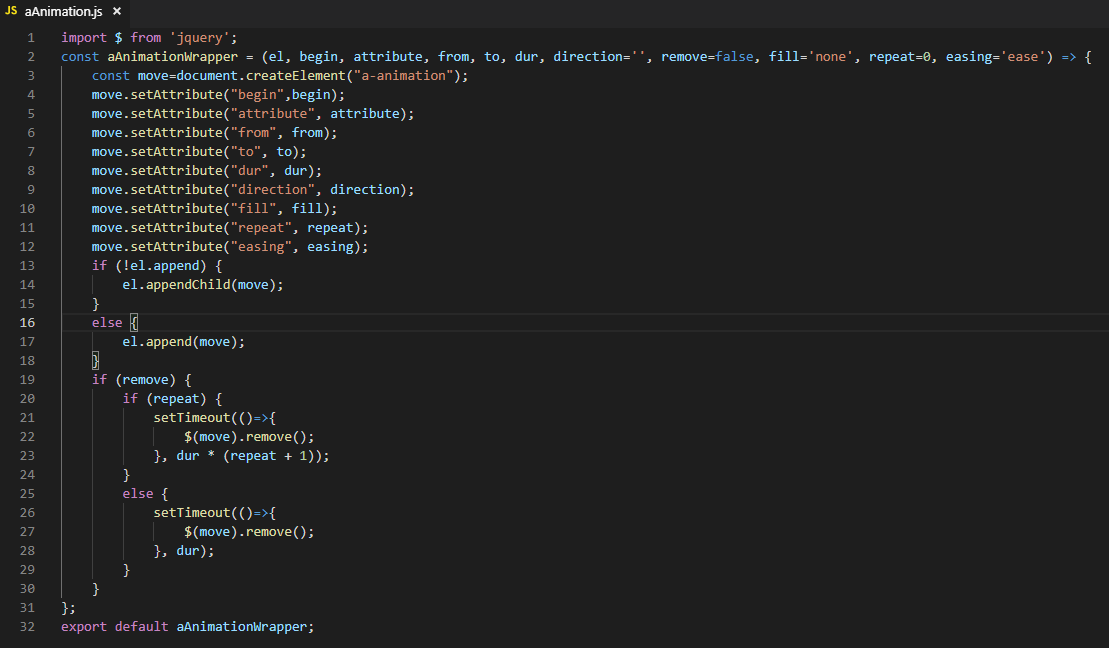 JS aAnimation.js ×
1 import $ from 'jquery';
2 const aAnimationWrapper = (el, begin, attribute, from, to, dur, direction='', remove=false, fill='none', repeat=0, easing='ease') => {
3     const move=document.createElement("a-animation");
4     move.setAttribute("begin",begin);
5     move.setAttribute("attribute", attribute);
6     move.setAttribute("from", from);
7     move.setAttribute("to", to);
8     move.setAttribute("dur", dur);
9     move.setAttribute("direction", direction);
10     move.setAttribute("fill", fill);
11     move.setAttribute("repeat", repeat);
12     move.setAttribute("easing", easing);
13     if (!el.append) {
14         el.appendChild(move);
15     }
16     else {
17         el.append(move);
18     }
19     if (remove) {
20         if (repeat) {
21             setTimeout(()=>{
22                 $(move).remove();
23             }, dur * (repeat + 1));
24         }
25         else {
26             setTimeout(()=>{
27                 $(move).remove();
28             }, dur);
29         }
30     }
31 };
32 export default aAnimationWrapper;